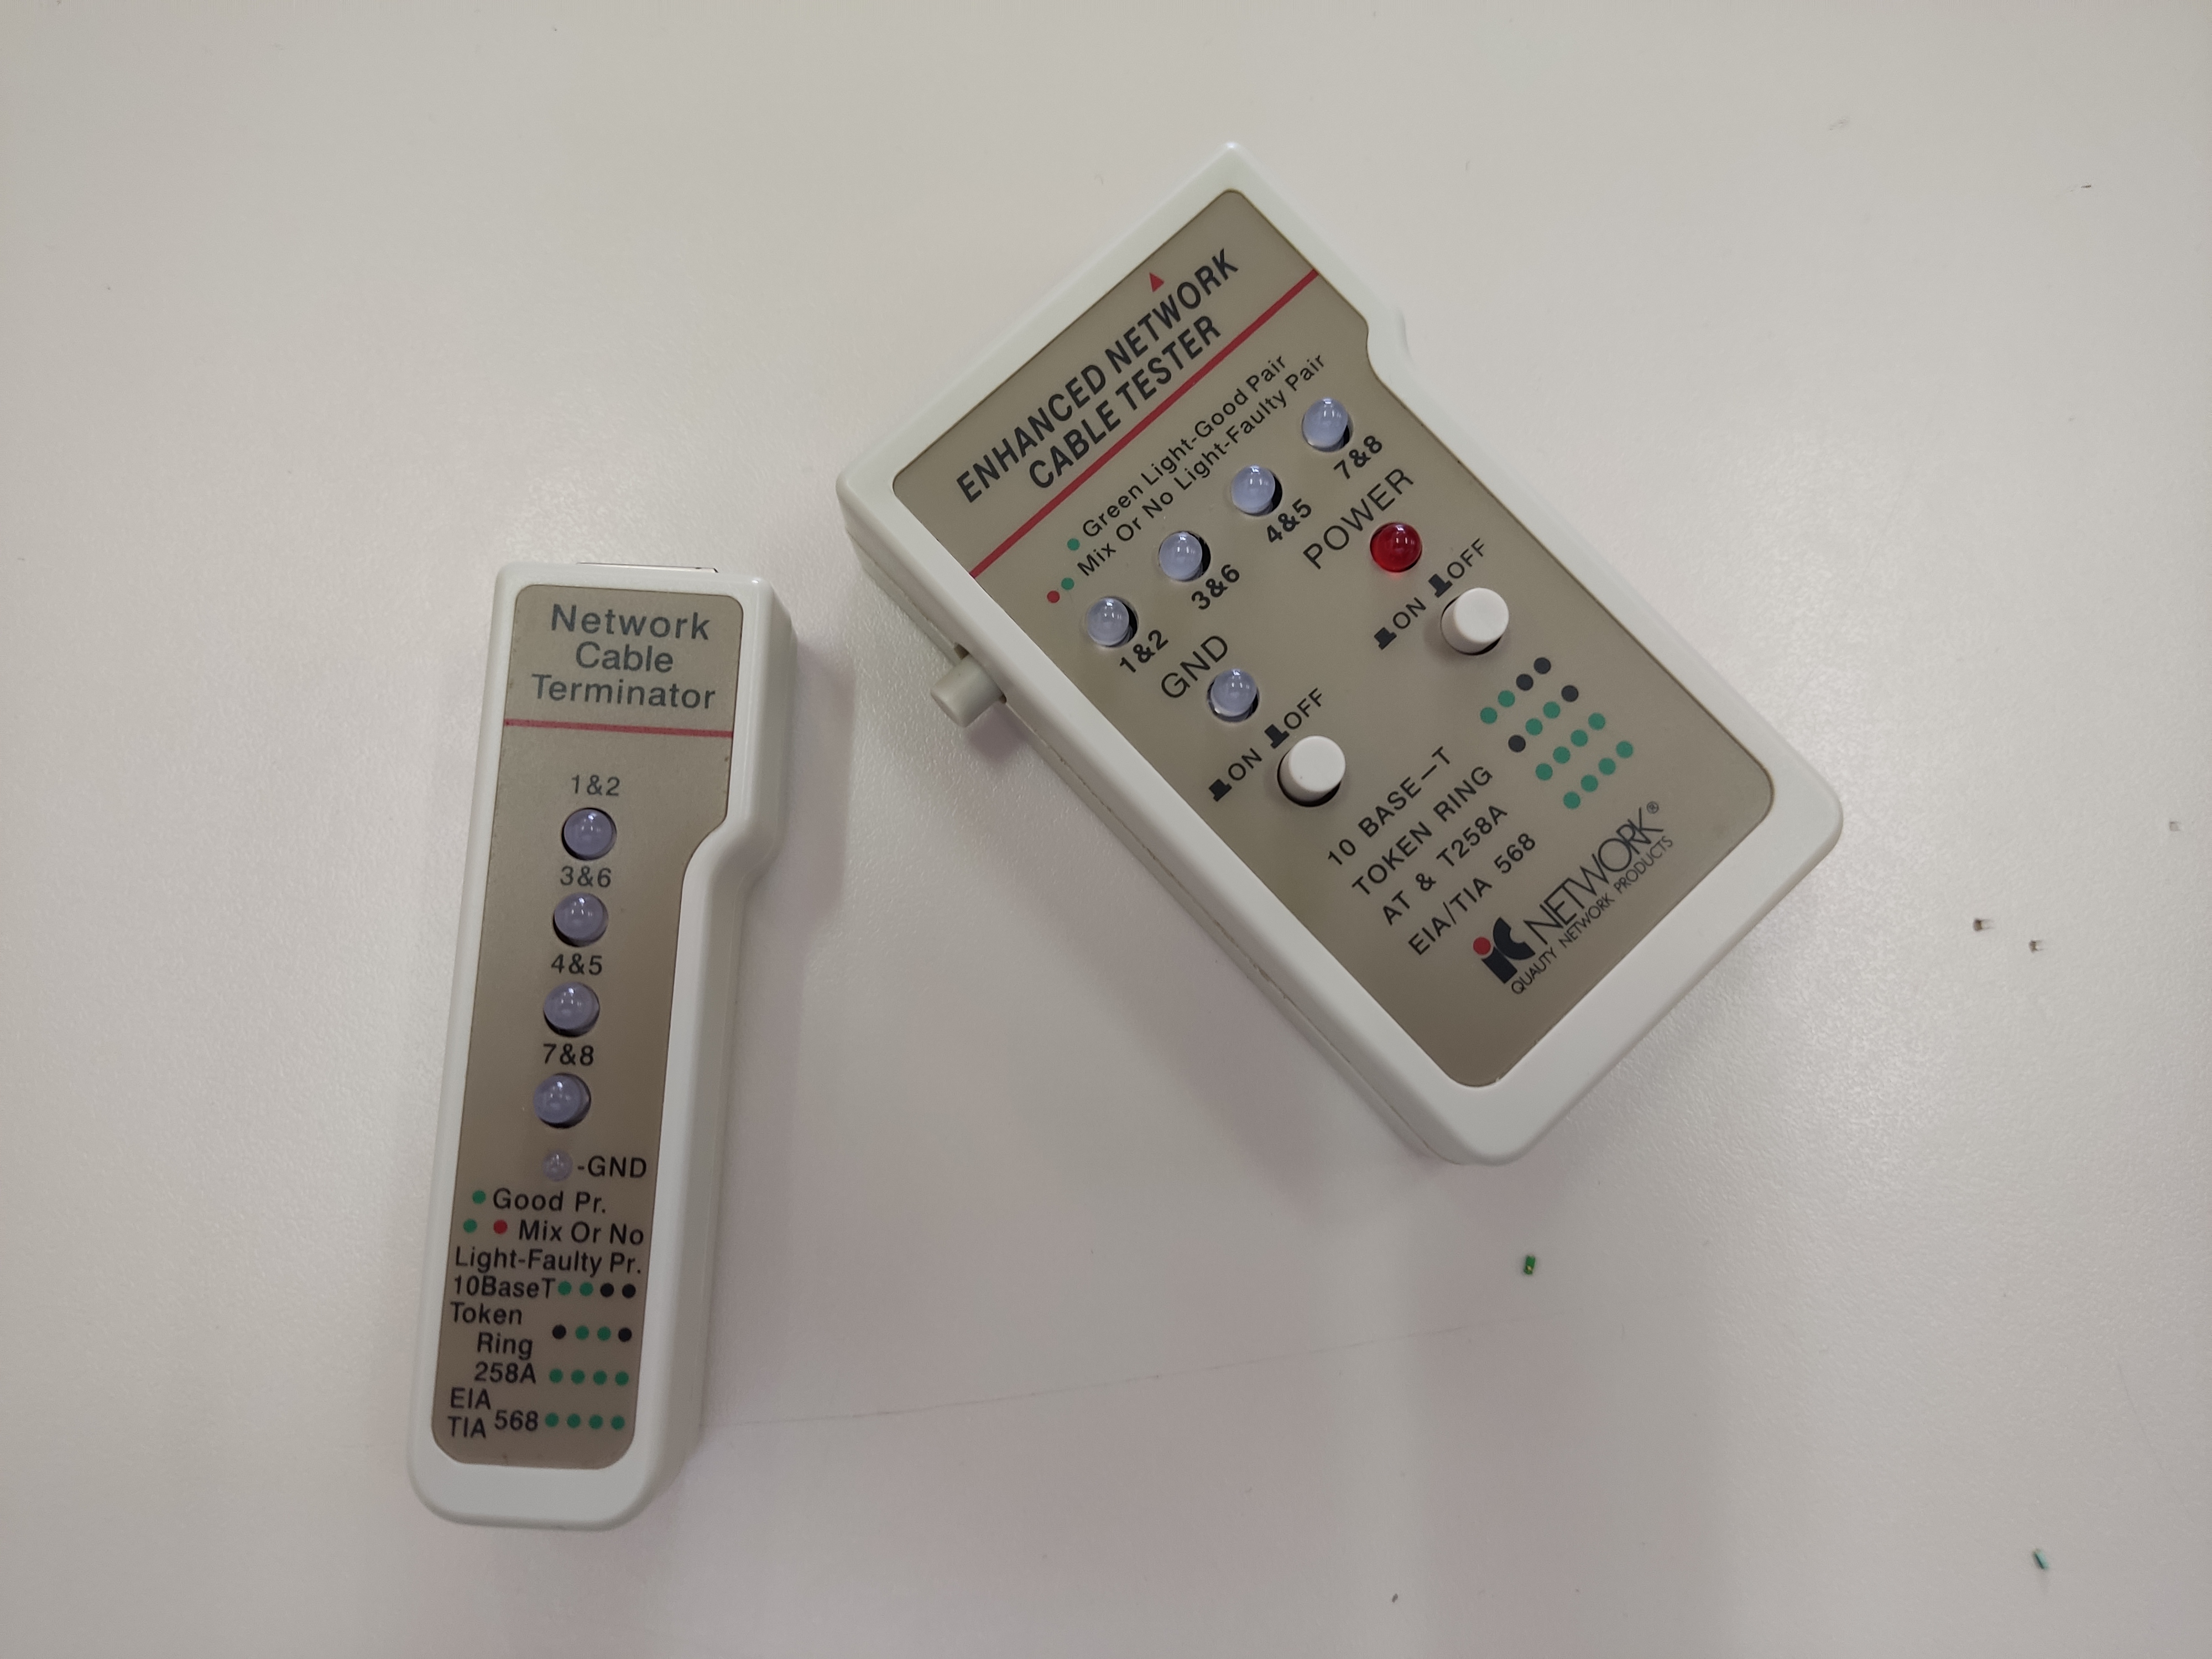 ENHANCED NETWORK
CABLE TESTER
Green Light-Good Pair
Mix Or No Light-Faulty Pair
1&2 3&6 4&5 7&8
GND
POWER
ON OFF
ON OFF
10 BASE-T
TOKEN RING
AT & T258A
EIA/TIA 568
ic NETWORK®
QUALITY NETWORK PRODUCTS
Network
Cable
Terminator
1&2
3&6
4&5
7&8
-GND
Good Pr.
Mix Or No
Light-Faulty Pr.
10BaseT
Token
Ring
258A
EIA
TIA 568